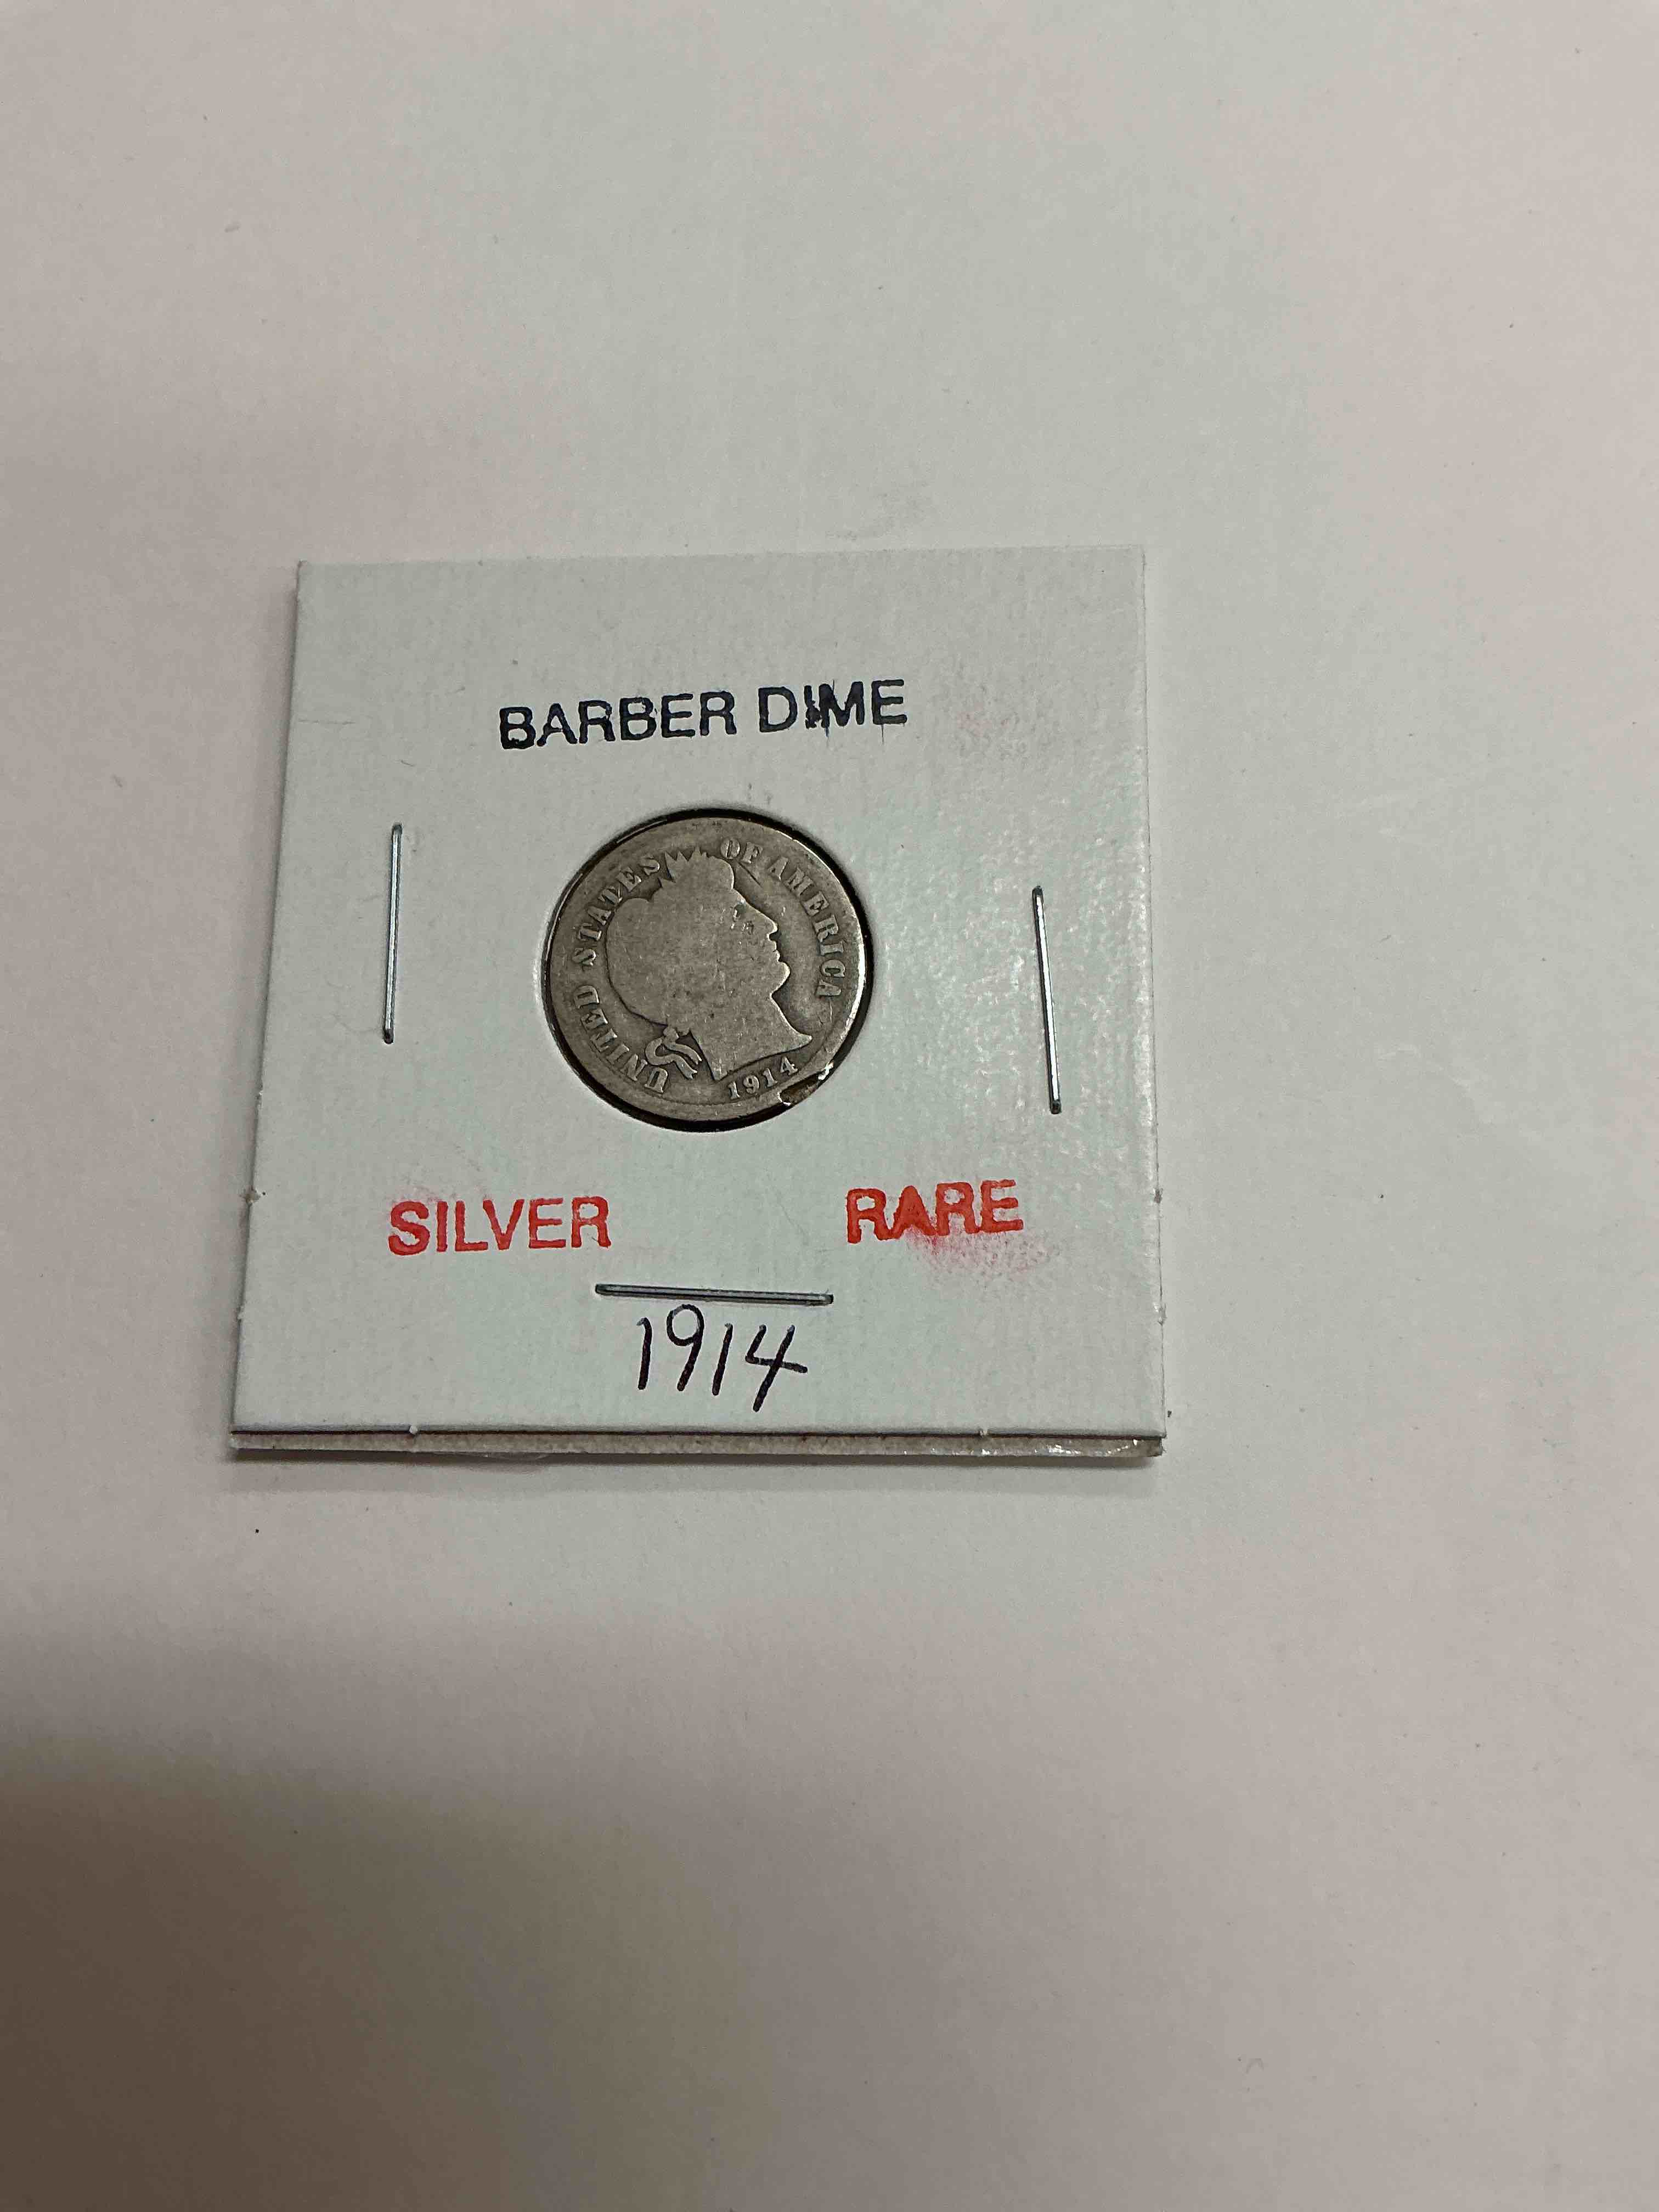 BARBER DIME
UNITED STATES OF AMERICA
1914
SILVER RARE
1914